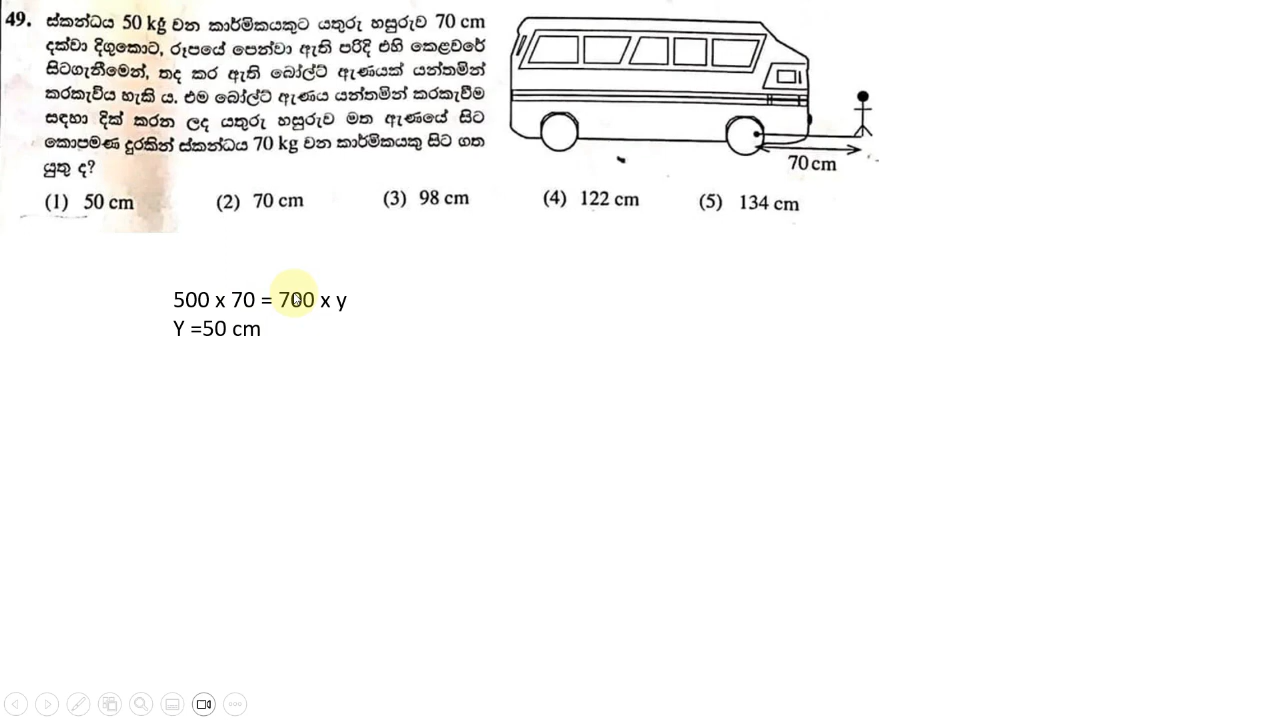 49. ස්කන්ධය 50 kg වන කාර්මිකයකුට යතුරු හසුරුව 70 cm
දක්වා දිගුකොට, රූපයේ පෙන්වා ඇති පරිදි එහි කෙළවරේ
සිටගැනීමෙන්, තද කර ඇති බෝල්ට් ඇණයක් යන්තමින්
කරකැවිය හැකි ය. එම බෝල්ට් ඇණය යන්තමින් කරකැවීම
සඳහා දික් කරන ලද යතුරු හසුරුව මත ඇණයේ සිට
කොපමණ දුරකින් ස්කන්ධය 70 kg වන කාර්මිකයකු සිට ගත
යුතු ද?
70 cm
(1) 50 cm (2) 70 cm (3) 98 cm (4) 122 cm (5) 134 cm
500 x 70 = 700 x y
Y =50 cm